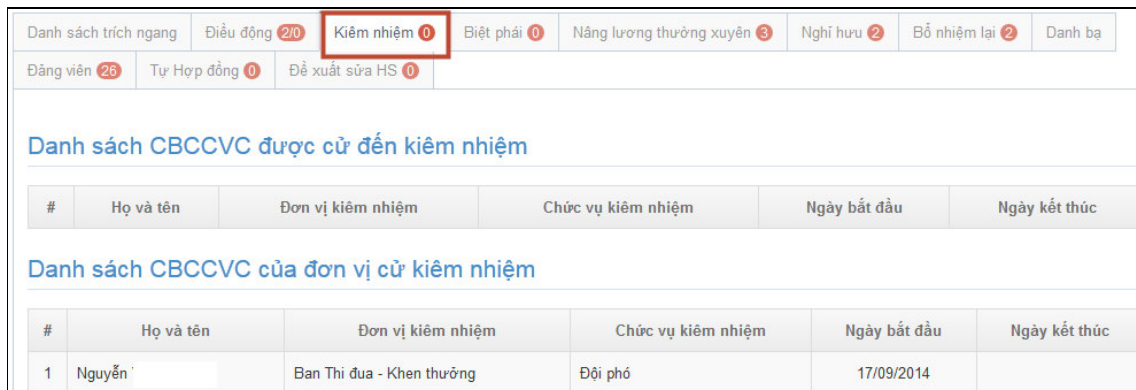 Danh sách trích ngang Điều động 2/0 Kiêm nhiệm 0 Biệt phái 0 Nâng lương thường xuyên 3 Nghĩ hưu 2 Bổ nhiệm lại 2 Danh bạ
Đảng viên 26 Tự Hợp đồng 0 Đề xuất sửa HS 0
Danh sách CBCCVC được cử đến kiêm nhiệm
# Họ và tên Đơn vị kiêm nhiệm Chức vụ kiêm nhiệm Ngày bắt đầu Ngày kết thúc
Danh sách CBCCVC của đơn vị cử kiêm nhiệm
# Họ và tên Đơn vị kiêm nhiệm Chức vụ kiêm nhiệm Ngày bắt đầu Ngày kết thúc
1 Nguyễn Ban Thi đua - Khen thưởng Đội phó 17/09/2014